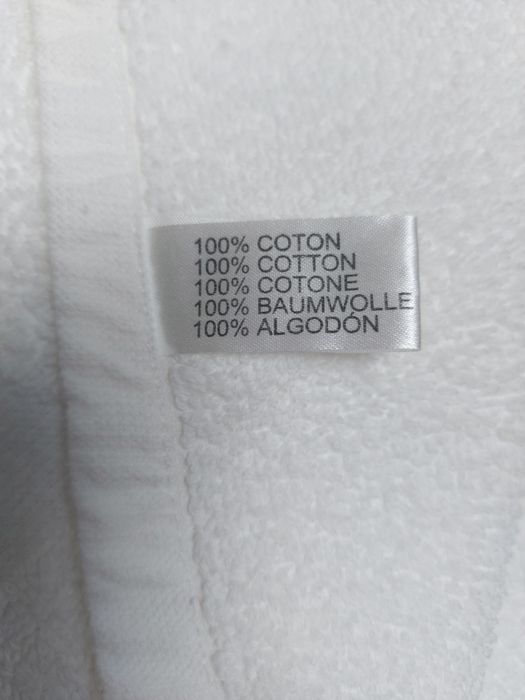 100% COTON
100% COTTON
100% COTONE
100% BAUMWOLLE
100% ALGODÓN